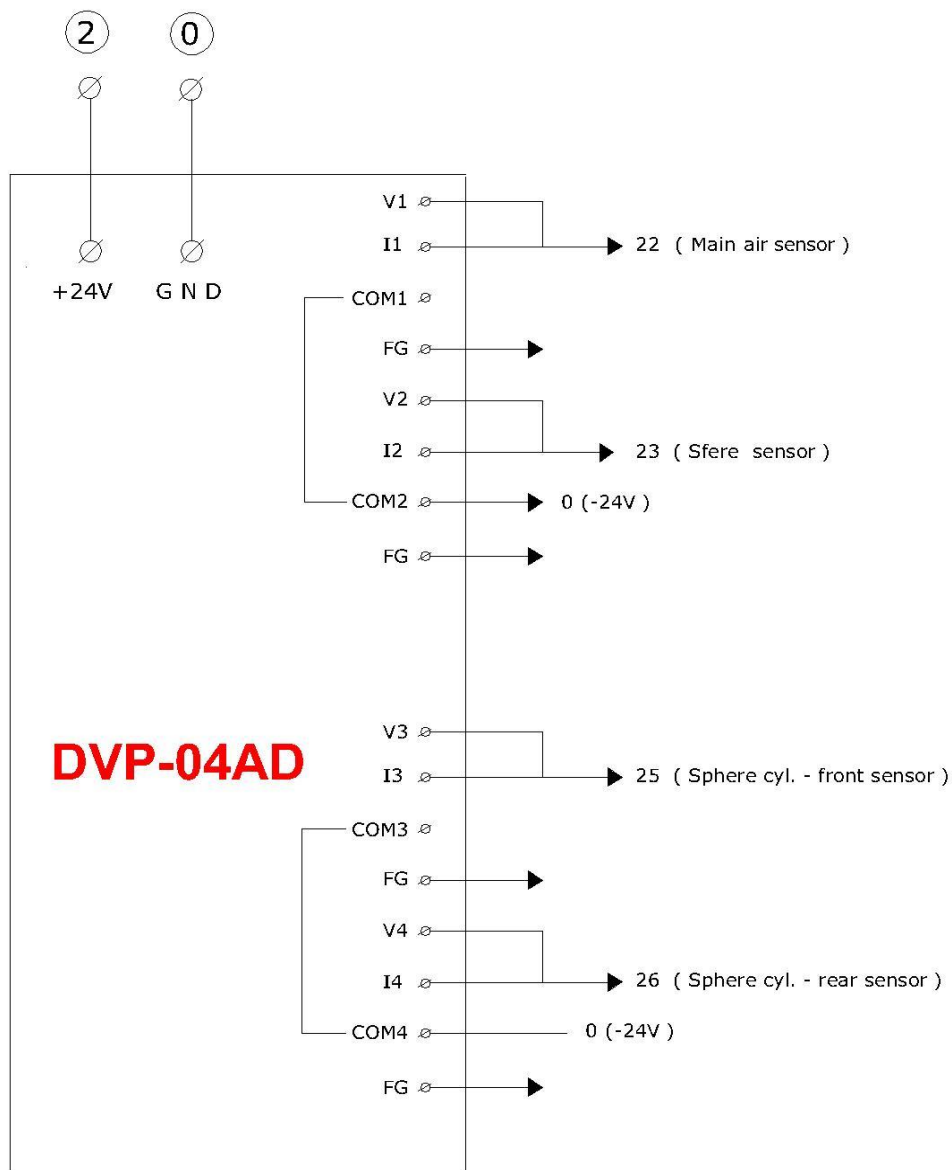 2 0
V1
I1 22 ( Main air sensor )
+24V G N D
COM1
FG
V2
I2 23 ( Sfere sensor )
COM2 0 (-24V )
FG
V3
DVP-04AD
I3 25 ( Sphere cyl. - front sensor )
COM3
FG
V4
I4 26 ( Sphere cyl. - rear sensor )
COM4 0 (-24V )
FG